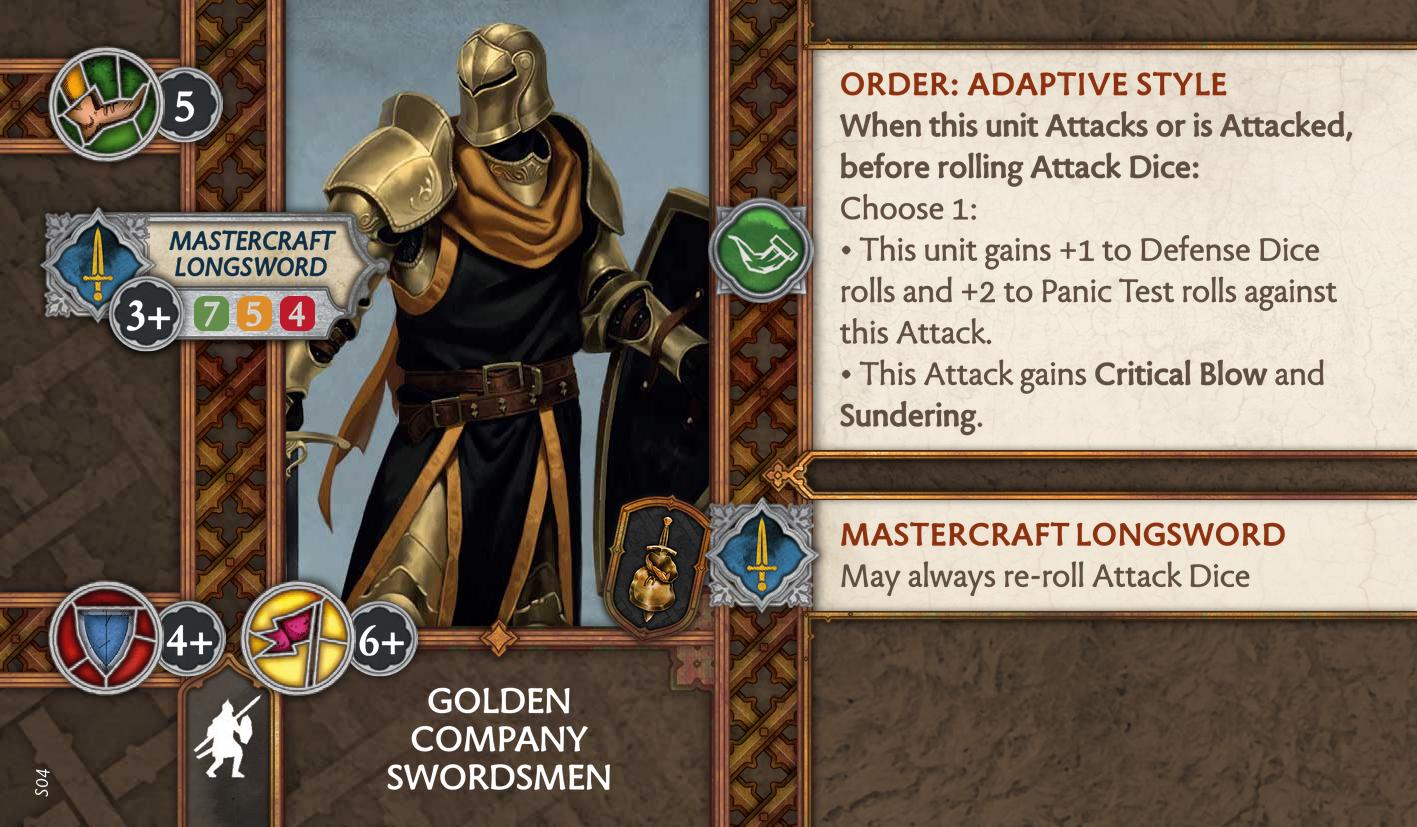 5
MASTERCRAFT
LONGSWORD
3+ 7 5 4
4+ 6+
GOLDEN
COMPANY
SWORDSMEN
S04
ORDER: ADAPTIVE STYLE
When this unit Attacks or is Attacked,
before rolling Attack Dice:
Choose 1:
• This unit gains +1 to Defense Dice
rolls and +2 to Panic Test rolls against
this Attack.
• This Attack gains Critical Blow and
Sundering.
MASTERCRAFT LONGSWORD
May always re-roll Attack Dice